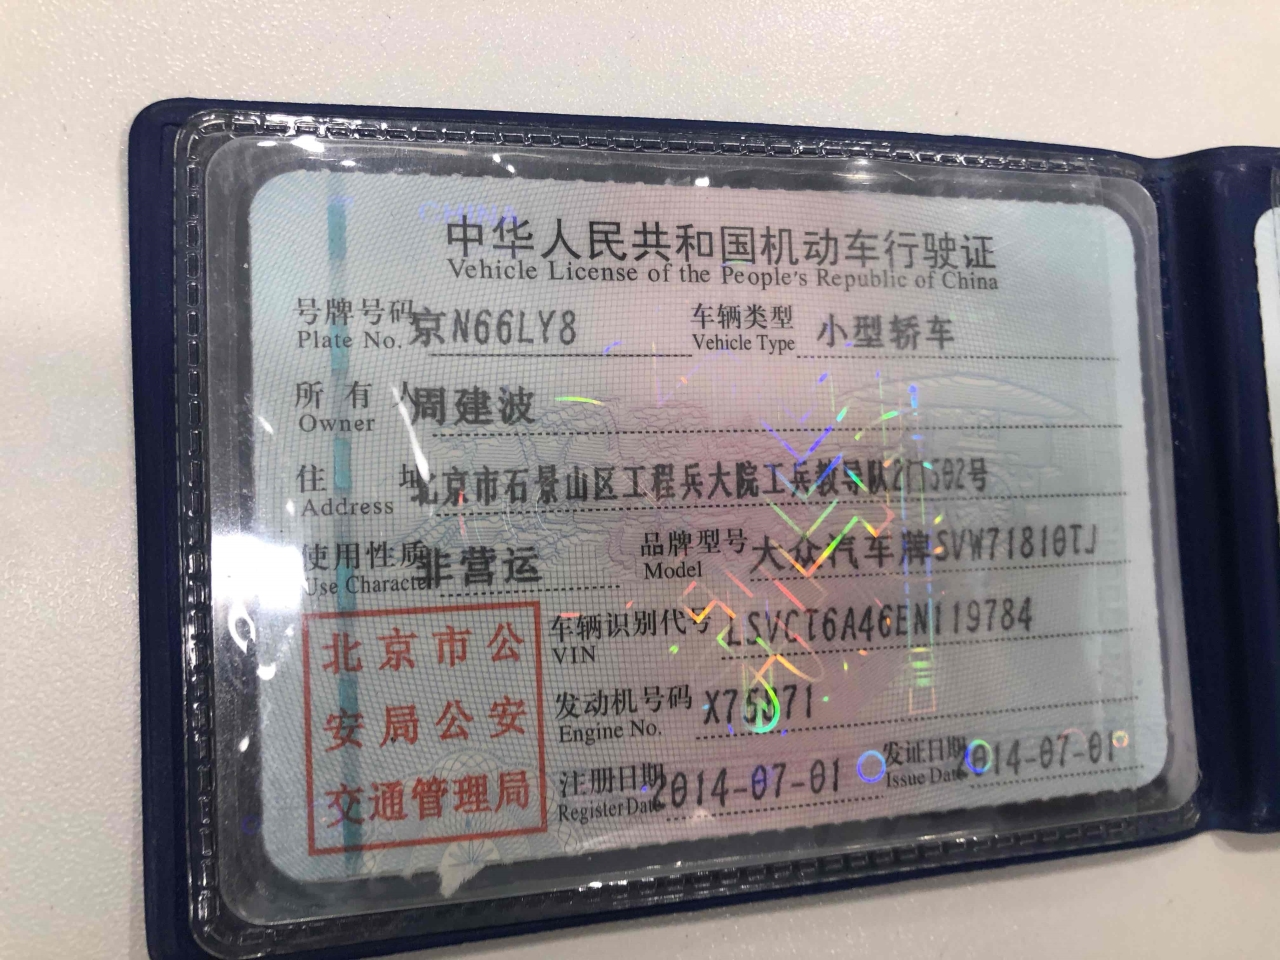 中华人民共和国机动车行驶证
Vehicle License of the People's Republic of China
号牌号码 京N66LY8 车辆类型 小型轿车
Plate No. Vehicle Type
所有人 周建波
Owner
住址 北京市石景山区工程兵大院工兵教导队2门502号
Address
使用性质 非营运 品牌型号 大众汽车牌SVW71810TJ
Use Character Model
车辆识别代号 LSVCT6A46EN119784
VIN
发动机号码
Engine No.
注册日期 2014-07-01 发证日期 2014-07-01
Register Date Issue Date
北京市公
安局公安
交通管理局